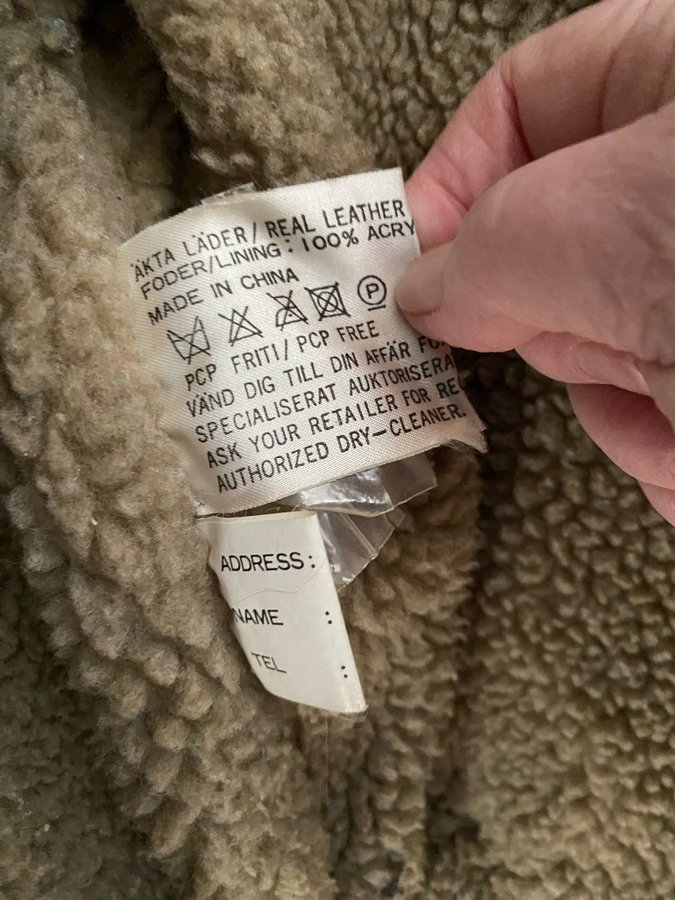 ÄKTA LÄDER/ REAL LEATHER
FODER/LINING: 100% ACRY
MADE IN CHINA
P
PCP FRITI/ PCP FREE
VÄND DIG TILL DIN AFFÄR
SPECIALISERAT AUKTORISERA
ASK YOUR RETAILER FOR RE
AUTHORIZED DRY-CLEANER.
ADDRESS:
NAME :
TEL :